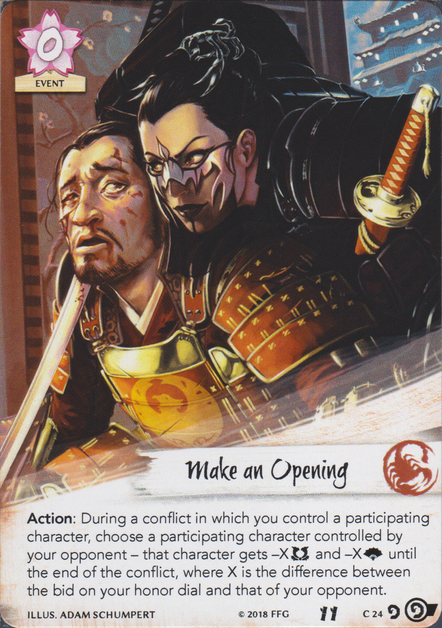 0
EVENT
Make an Opening
Action: During a conflict in which you control a participating
character, choose a participating character controlled by
your opponent – that character gets –X and –X until
the end of the conflict, where X is the difference between
the bid on your honor dial and that of your opponent.
ILLUS. ADAM SCHUMPERT © 2018 FFG 11 C 24